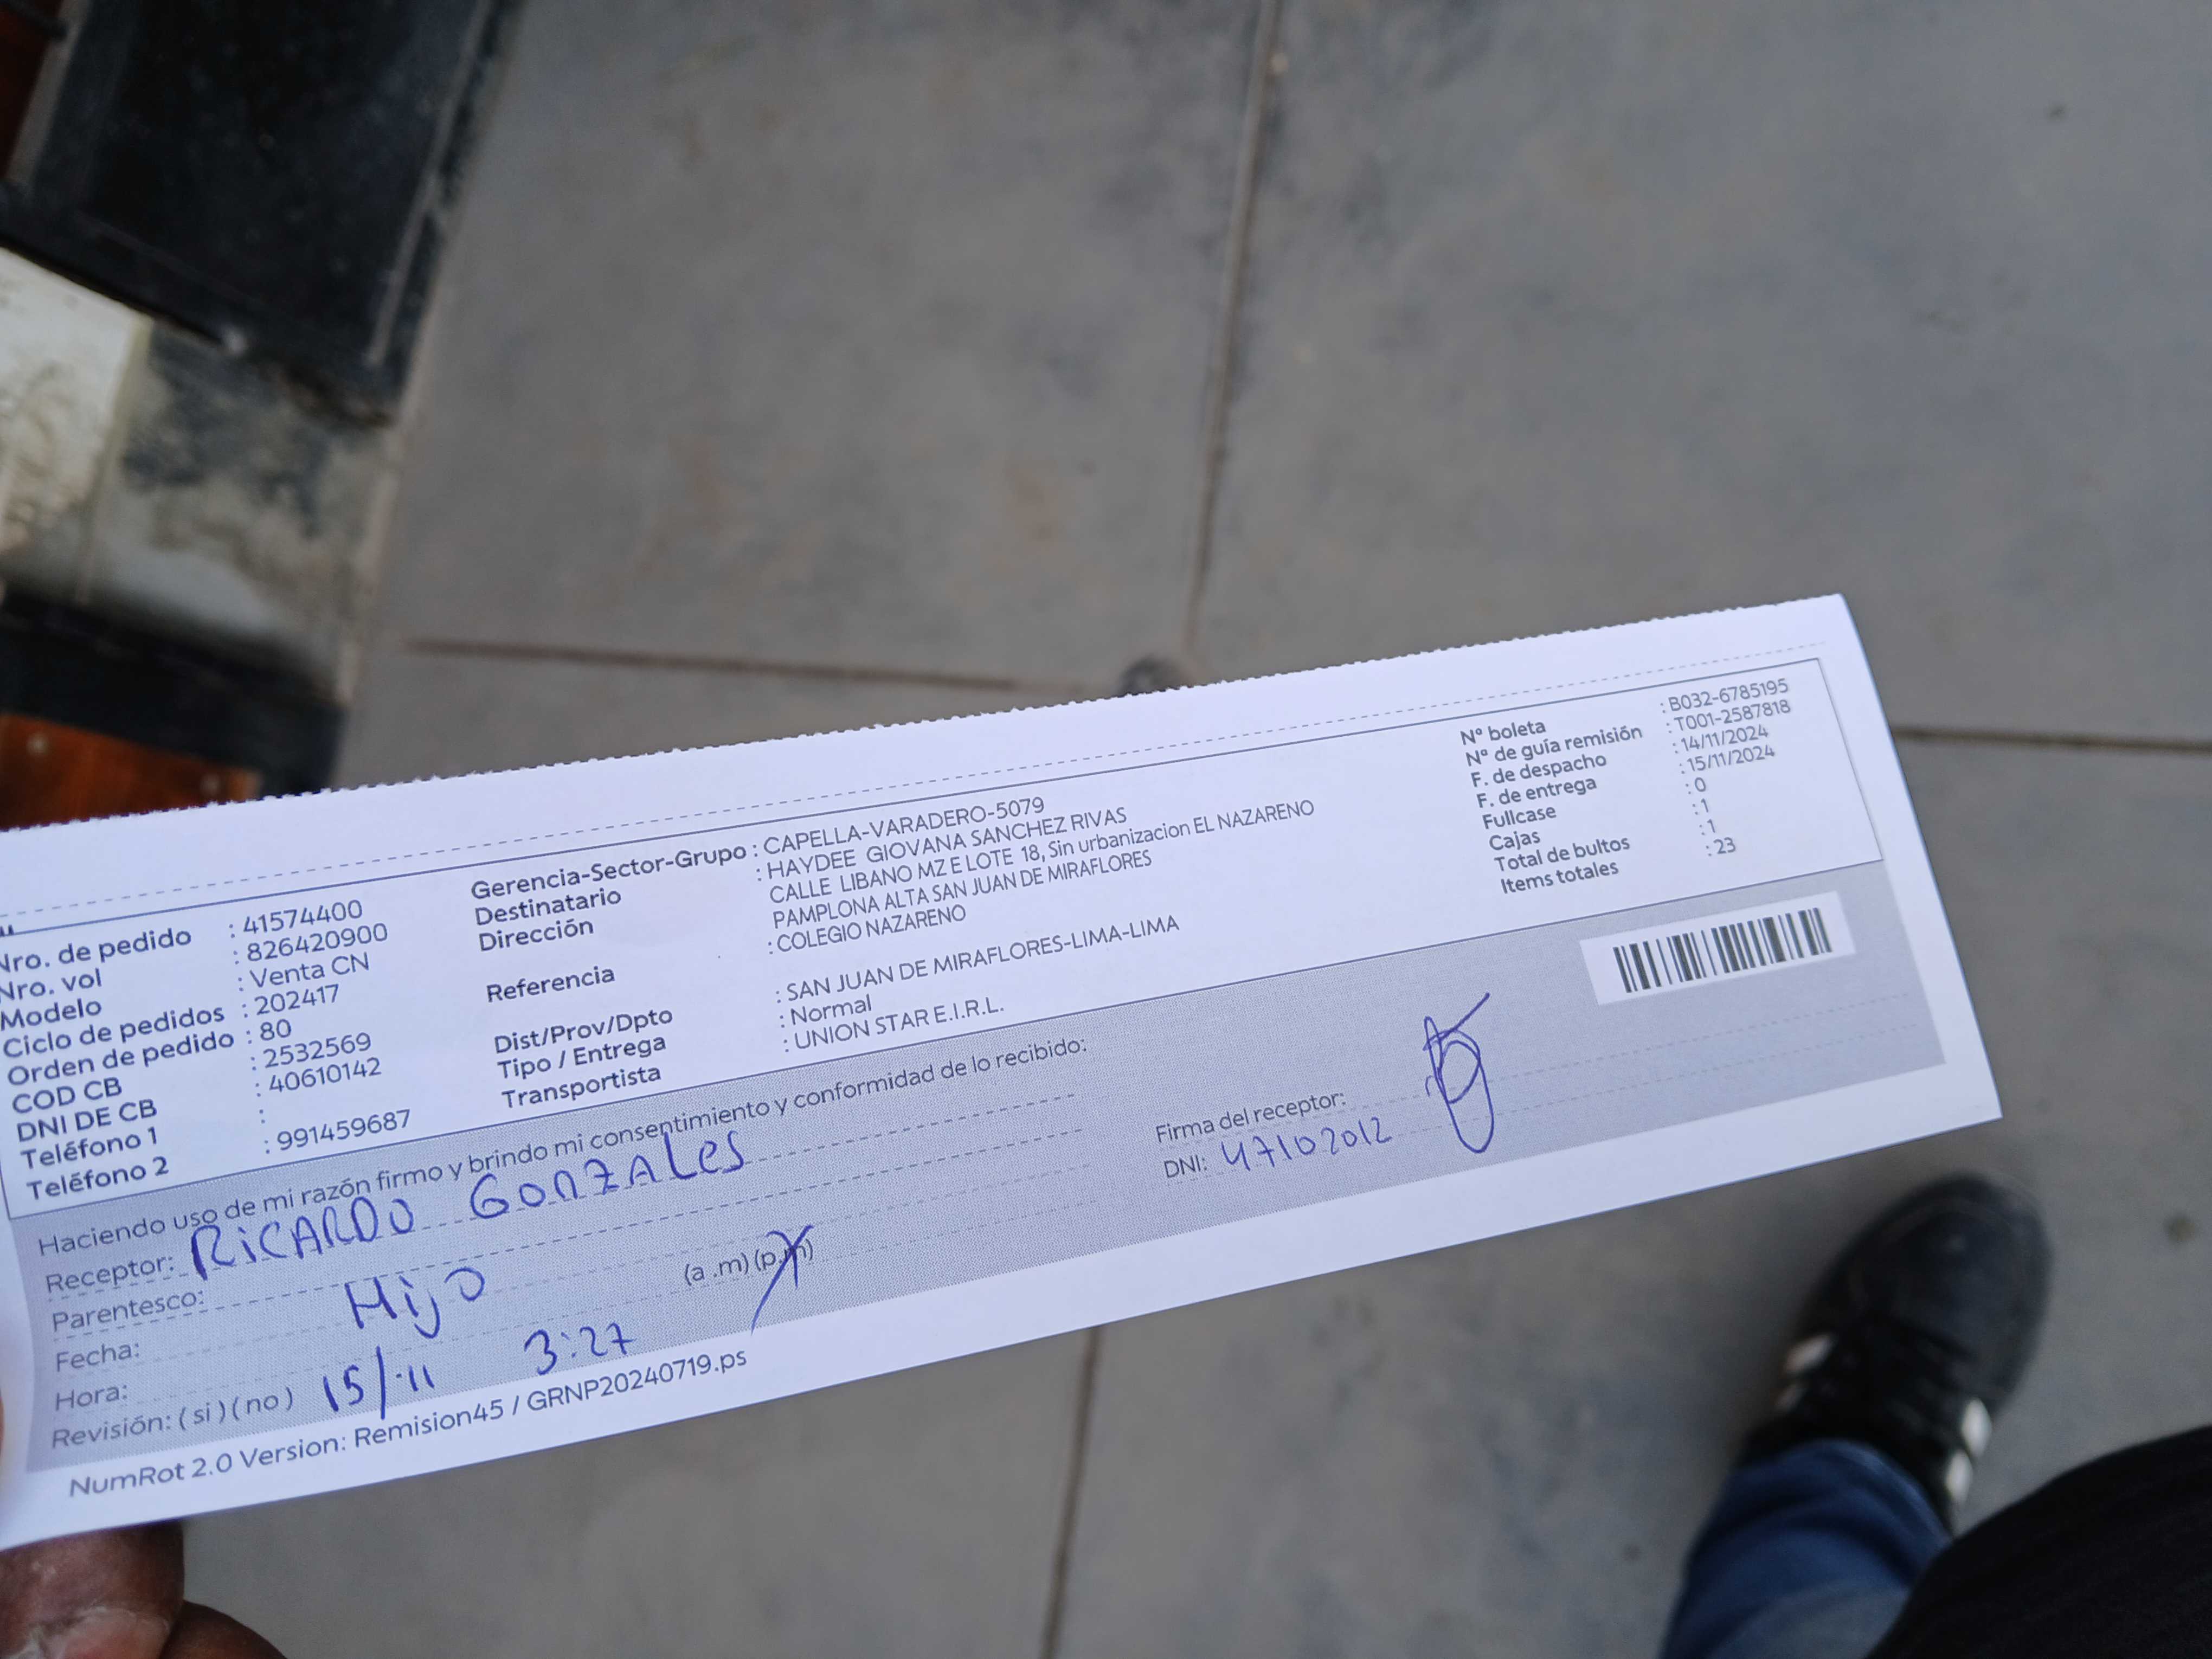 Nro. de pedido : 41574400
Nro. vol : 826420900
Modelo : Venta CN
Ciclo de pedidos : 202417
Orden de pedido : 80
COD CB : 2532569
DNI DE CB : 40610142
Teléfono 1 :
Teléfono 2 : 991459687
Gerencia-Sector-Grupo : CAPELLA-VARADERO-5079
Destinatario : HAYDEE GIOVANA SANCHEZ RIVAS
Dirección CALLE LIBANO MZ E LOTE 18, Sin urbanizacion EL NAZARENO
PAMPLONA ALTA SAN JUAN DE MIRAFLORES
Referencia : COLEGIO NAZARENO
Dist/Prov/Dpto : SAN JUAN DE MIRAFLORES-LIMA-LIMA
Tipo / Entrega : Normal
Transportista : UNION STAR E.I.R.L.
Nº boleta : B032-6785195
Nº de guía remisión : T001-2587818
F. de despacho : 14/11/2024
F. de entrega : 15/11/2024
Fullcase : 0
Cajas : 1
Total de bultos : 1
Items totales : 23
Haciendo uso de mi razón firmo y brindo mi consentimiento y conformidad de lo recibido:
Receptor: RiCARDO GONZALes
Parentesco: Hijo
Fecha:
Hora: (a .m) (p.m)
Revisión: ( si ) ( no ) 15/11 3:27
Firma del receptor:
DNI: 47102012
NumRot 2.0 Version: Remision45 / GRNP20240719.ps